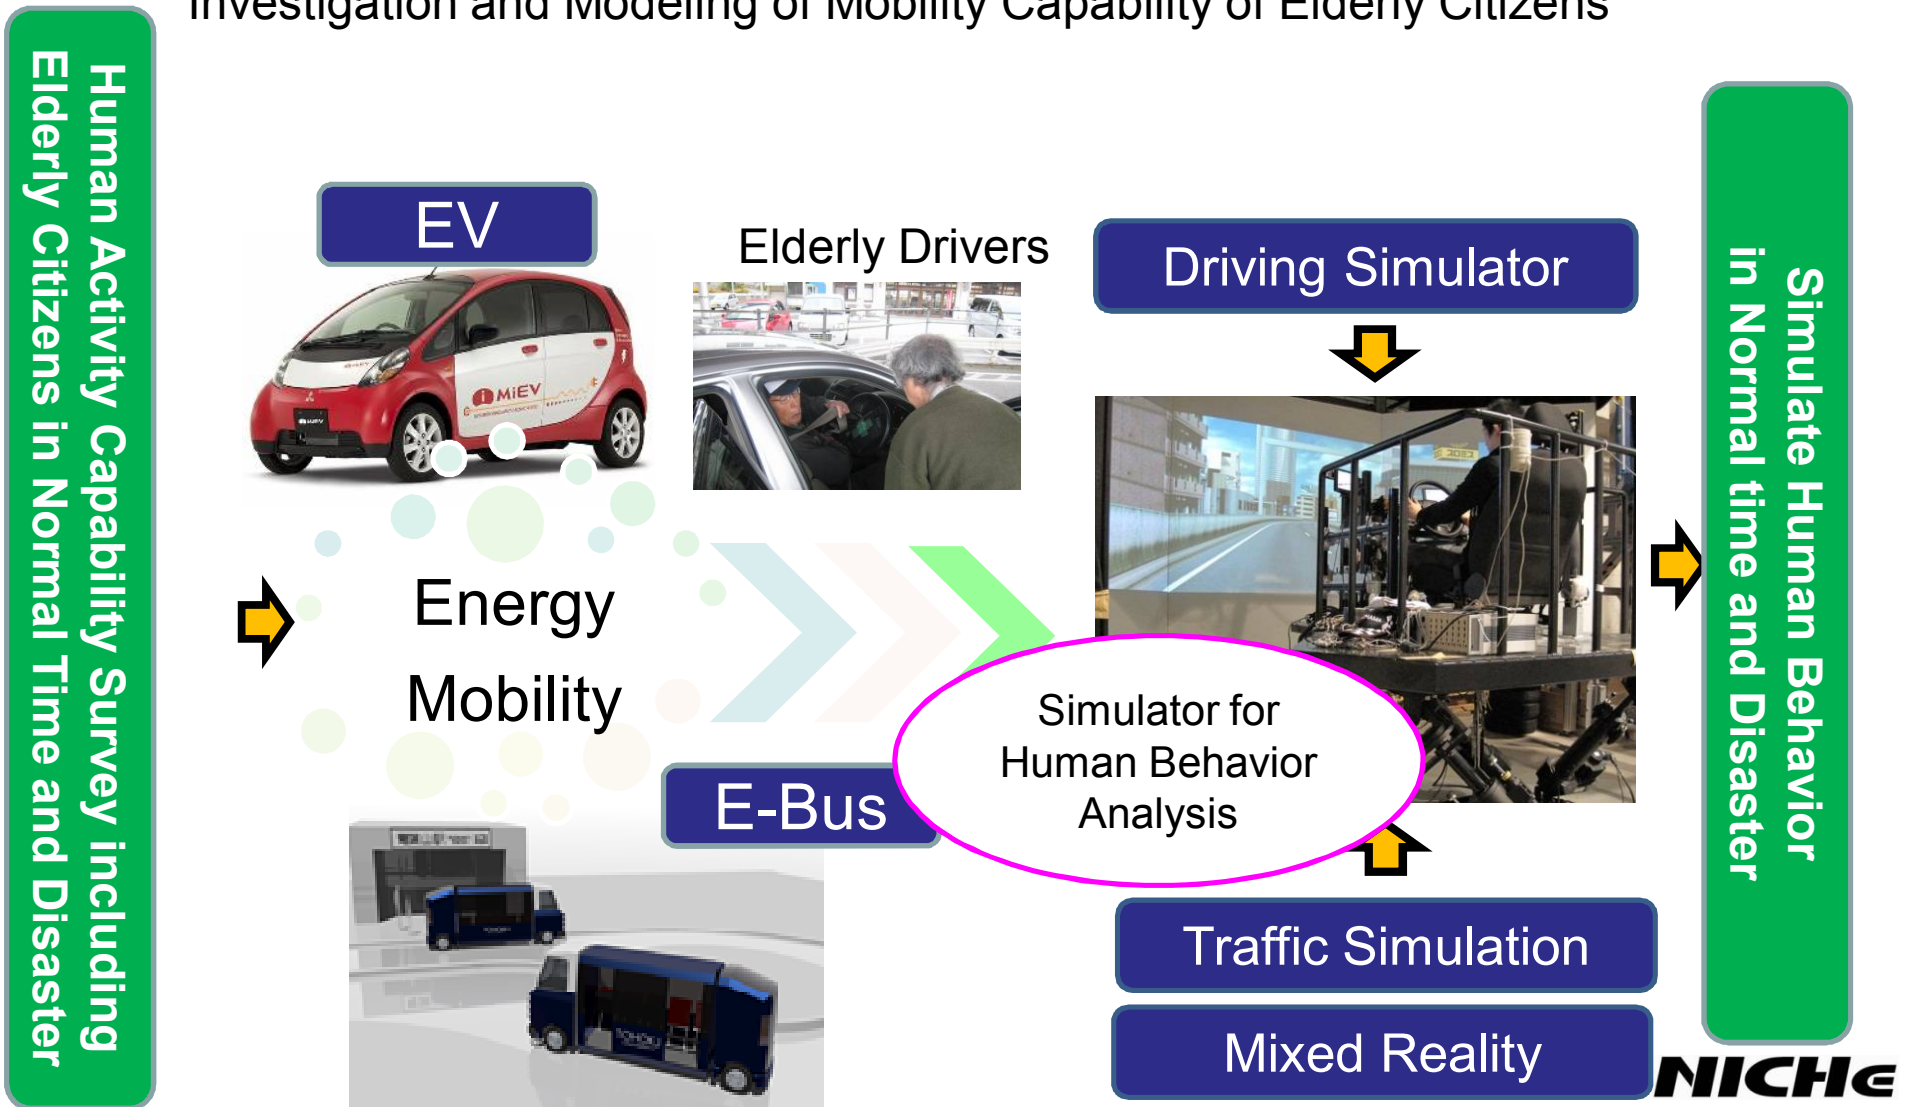 Investigation and Modeling of Mobility Capability of Elderly Citizens
Human Activity Capability Survey including
Elderly Citizens in Normal Time and Disaster
EV
MiEV
Elderly Drivers
Driving Simulator
Energy
Mobility
E-Bus
Simulator for
Human Behavior
Analysis
Traffic Simulation
Mixed Reality
Simulate Human Behavior
in Normal time and Disaster
NICHe